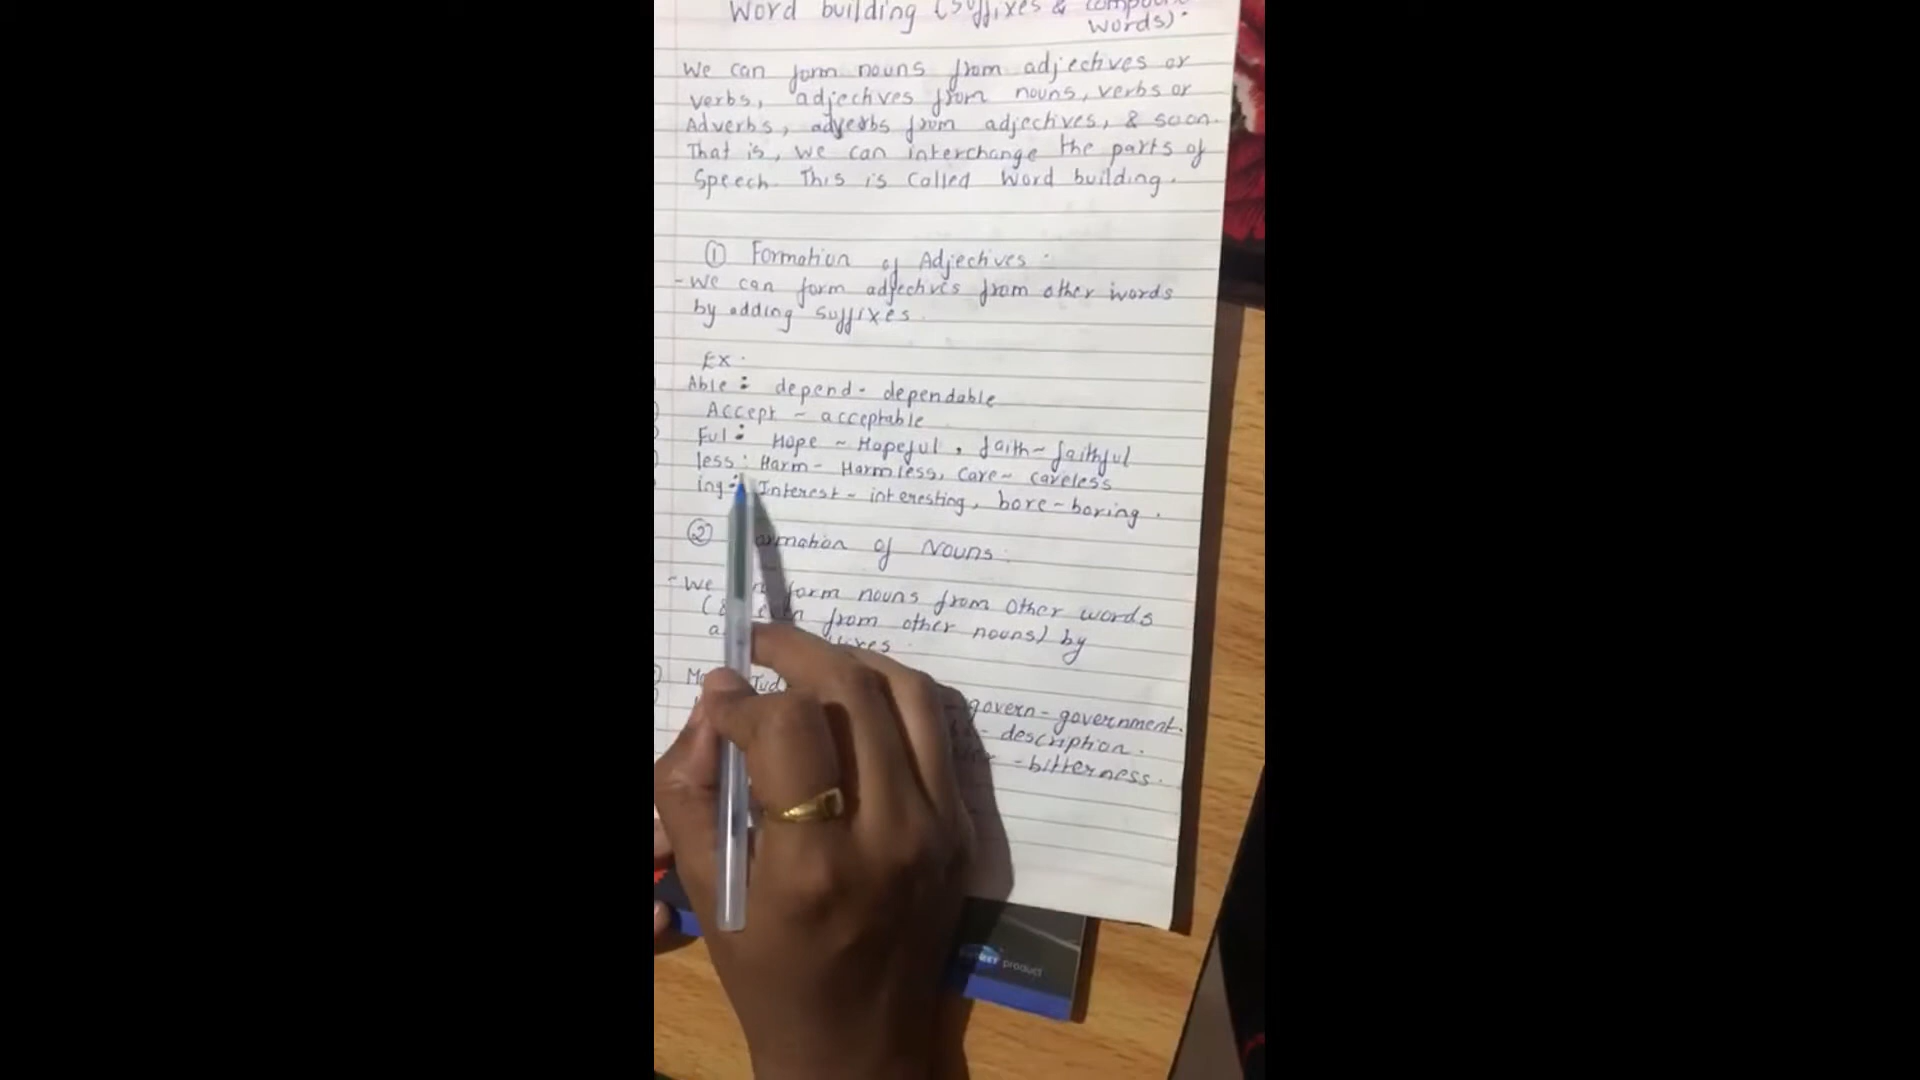 Word building (Suffixes & compound
words).
We can form nouns from adjectives or
verbs, adjectives from nouns, verbs or
Adverbs, adverbs from adjectives, & soon.
That is, we can interchange the parts of
Speech. This is Called Word building.
① Formation of Adjectives.
- We can form adjectives from other words
by adding suffixes.
Ex.
Able: depend - dependable
Accept - acceptable
Ful: Hope - Hopeful, faith - faithful
less: Harm - Harmless, Care - careless
ing: Interest - interesting, bore - boring.
② Formation of Nouns.
- We form nouns from other words
from other nouns) by
- govern - government.
- description.
- bitterness.
product